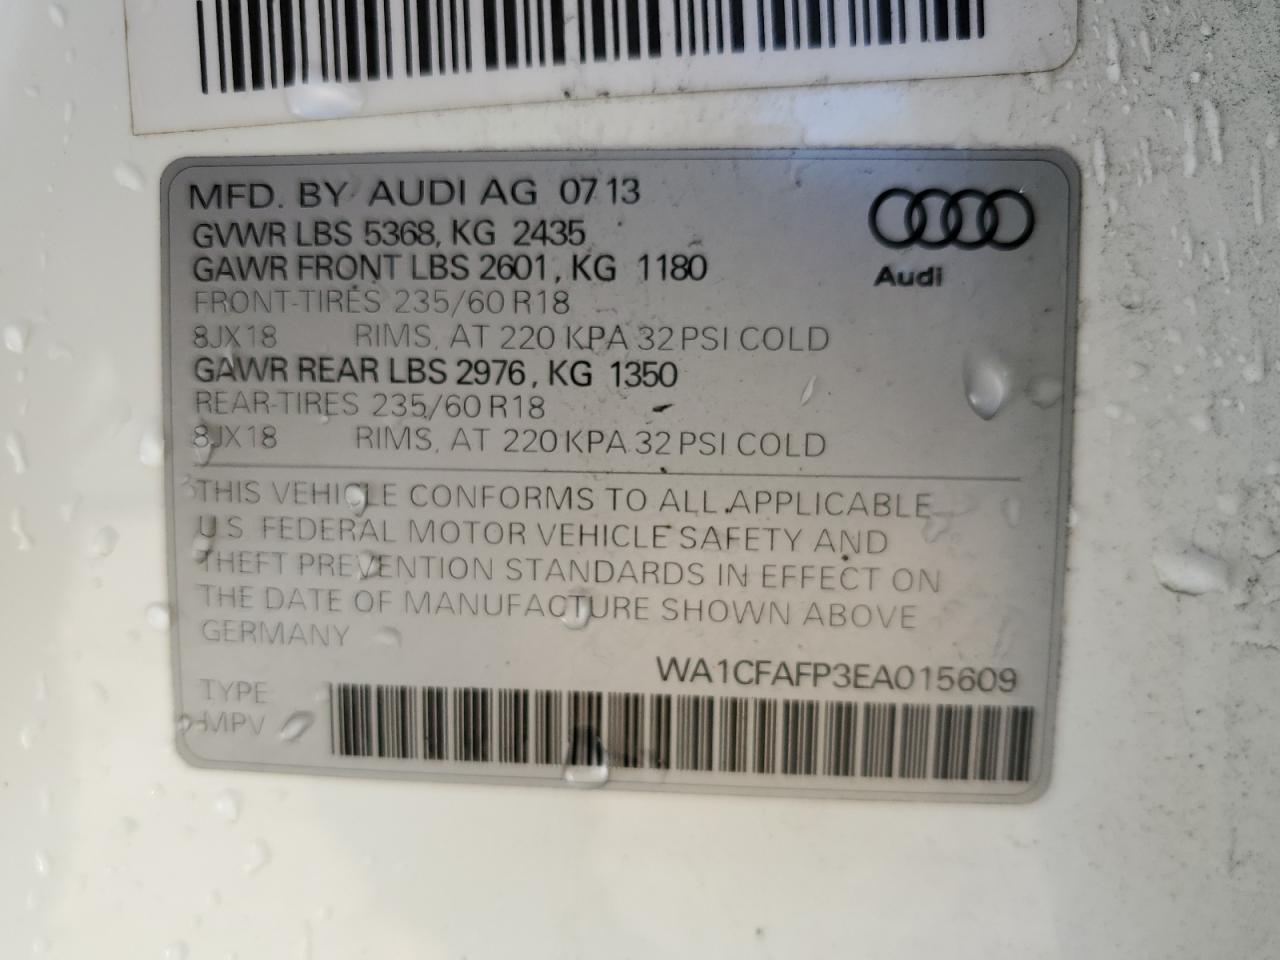 MFD. BY AUDI AG 0713
GVWR LBS 5368, KG 2435
GAWR FRONT LBS 2601, KG 1180
FRONT-TIRES 235/60 R18
8JX18 RIMS, AT 220 KPA 32 PSI COLD
GAWR REAR LBS 2976, KG 1350
REAR-TIRES 235/60 R18
8JX18 RIMS, AT 220 KPA 32 PSI COLD
Audi
THIS VEHICLE CONFORMS TO ALL APPLICABLE
U.S. FEDERAL MOTOR VEHICLE SAFETY AND
THEFT PREVENTION STANDARDS IN EFFECT ON
THE DATE OF MANUFACTURE SHOWN ABOVE
GERMANY
WA1CFAFP3EA015609
TYPE
MPV